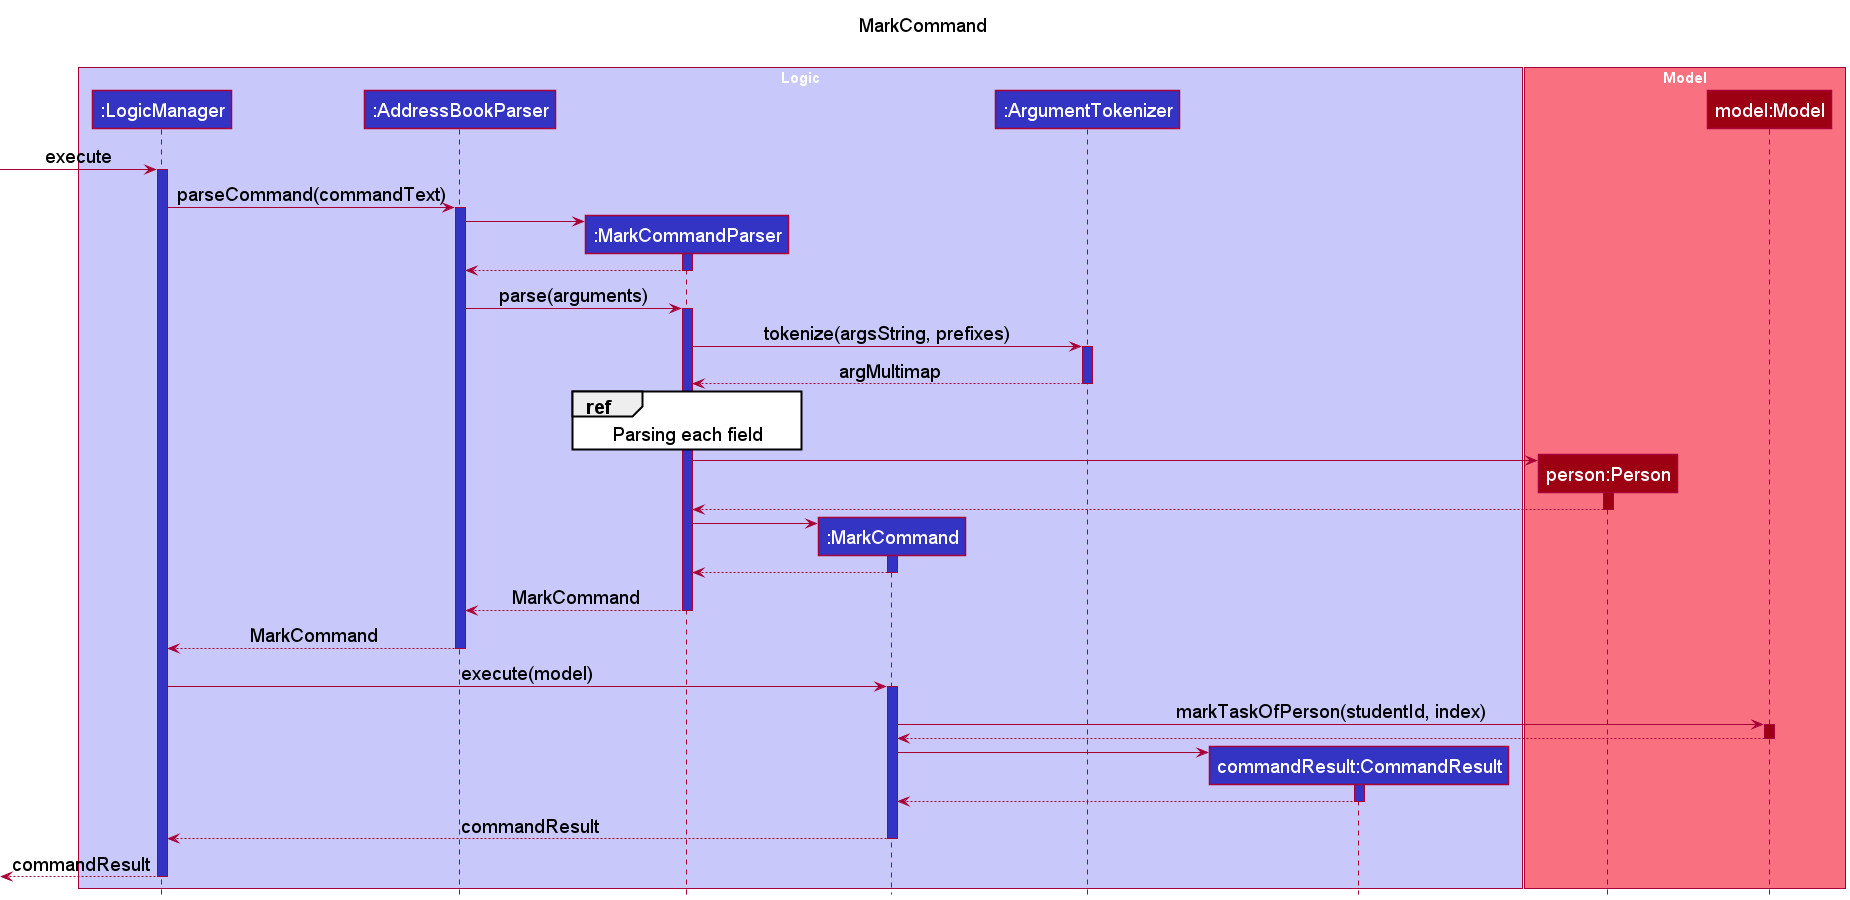 MarkCommand
Logic
Model
:LogicManager
:AddressBookParser
:ArgumentTokenizer
model:Model
execute
parseCommand(commandText)
:MarkCommandParser
parse(arguments)
tokenize(argsString, prefixes)
argMultimap
ref
Parsing each field
person:Person
:MarkCommand
MarkCommand
MarkCommand
execute(model)
markTaskOfPerson(studentId, index)
commandResult:CommandResult
commandResult
commandResult